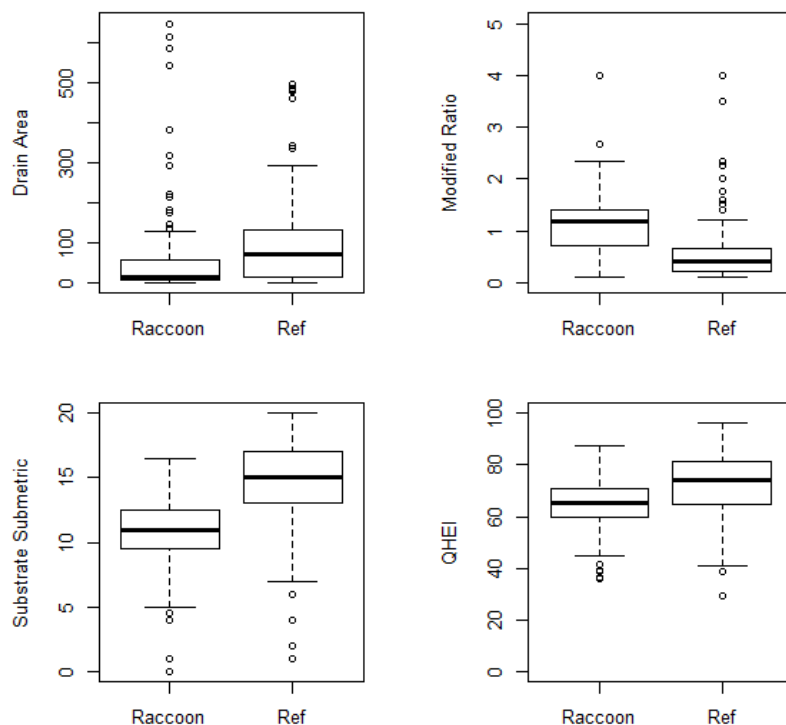 Drain Area
500
300
100
0
Raccoon
Ref
Modified Ratio
5
4
3
2
1
0
Raccoon
Ref
Substrate Submetric
20
15
10
5
0
Raccoon
Ref
QHEI
100
80
60
40
20
0
Raccoon
Ref